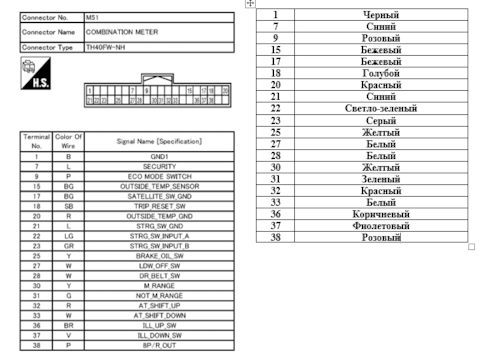 Connector No. M51
Connector Name COMBINATION METER
Connector Type TH40FW-NH
H.S.
1 7 9 15 17 18 20
21 22 23 25 27 28 30 31 32 33 36 37 38
Terminal No. Color Of Wire Signal Name [Specification]
1 B GND1
7 L SECURITY
9 P ECO MODE SWITCH
15 BG OUTSIDE_TEMP_SENSOR
17 BG SATELLITE_SW_GND
18 SB TRIP_RESET_SW
20 R OUTSIDE_TEMP_GND
21 L STRG_SW_GND
22 LG STRG_SW_INPUT_A
23 GR STRG_SW_INPUT_B
25 Y BRAKE_OIL_SW
27 W LDW_OFF_SW
28 W DR_BELT_SW
30 Y M_RANGE
31 G NOT_M_RANGE
32 R AT_SHIFT_UP
33 W AT_SHIFT_DOWN
36 BR ILL_UP_SW
37 V ILL_DOWN_SW
38 P 8P/R_OUT
1 Черный
7 Синий
9 Розовый
15 Бежевый
17 Бежевый
18 Голубой
20 Красный
21 Синий
22 Светло-зеленый
23 Серый
25 Желтый
27 Белый
28 Белый
30 Желтый
31 Зеленый
32 Красный
33 Белый
36 Коричневый
37 Фиолетовый
38 Розовый